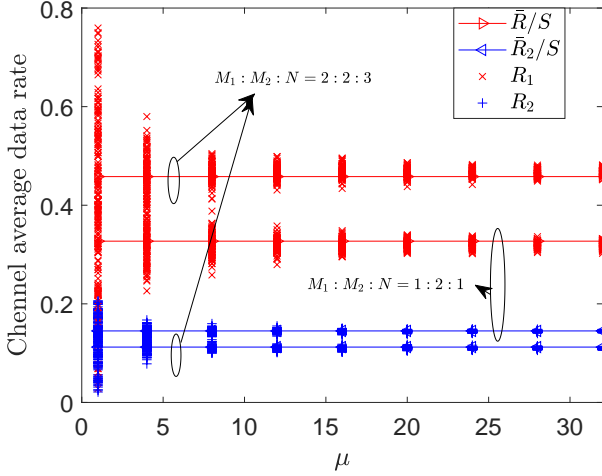 0.8
0.6
0.4
0.2
0
Chennel average data rate
M₁ : M₂ : N = 2 : 2 : 3
R̄/S
R̄₂/S
R₁
R₂
M₁ : M₂ : N = 1 : 2 : 1
0 5 10 15 20 25 30
μ